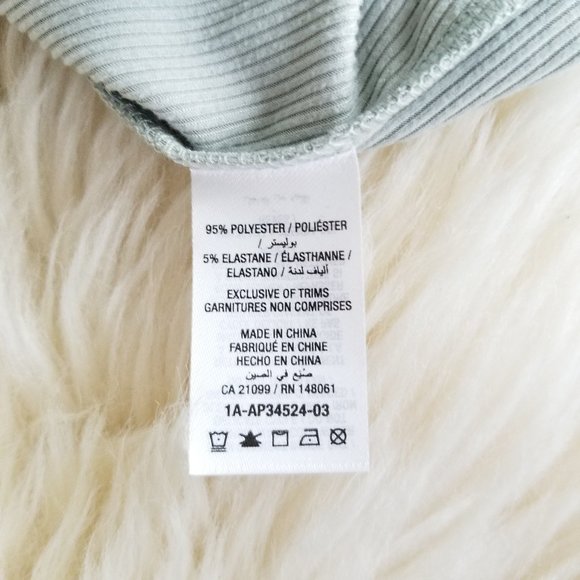 95% POLYESTER / POLIÉSTER
/ بوليستر
5% ELASTANE / ÉLASTHANNE /
ELASTANO / ألياف لدنة
EXCLUSIVE OF TRIMS
GARNITURES NON COMPRISES
MADE IN CHINA
FABRIQUÉ EN CHINE
HECHO EN CHINA
صُنِع في الصين
CA 21099 / RN 148061
1A-AP34524-03